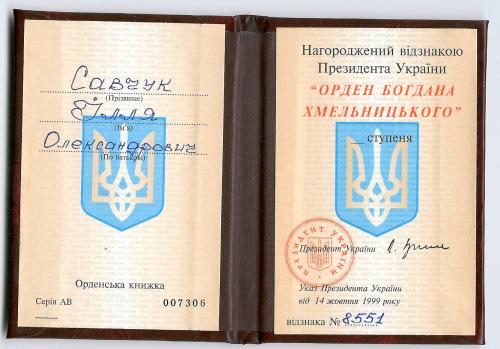 Савчук
(Прізвище)
Ілля
(Ім'я)
Олександрович
(По батькові)
Орденська книжка
Серія АВ 007306
Нагороджений відзнакою
Президента України
“ОРДЕН БОГДАНА
ХМЕЛЬНИЦЬКОГО”
__ступеня
ПРЕЗИДЕНТ УКРАЇНИ
Президент України
Указ Президента України
від 14 жовтня 1999 року
відзнака № 8551